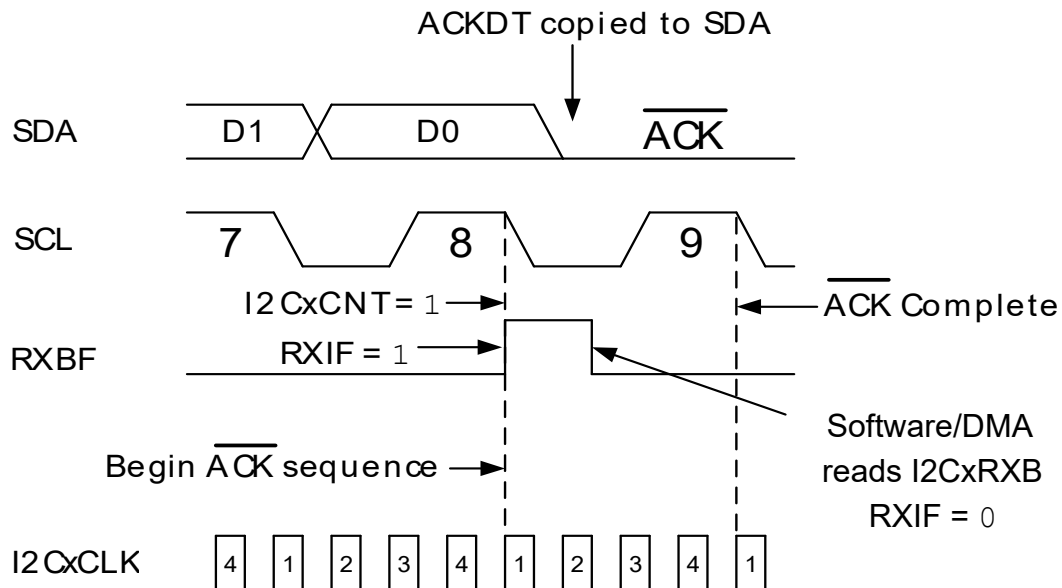 ACKDT copied to SDA
SDA D1 D0 ACK
SCL 7 8 9
I2CxCNT= 1
ACK Complete
RXIF = 1
RXBF
Software/DMA
Begin ACK sequence
reads I2CxRXB
RXIF = 0
I2CxCLK 4 1 2 3 4 1 2 3 4 1